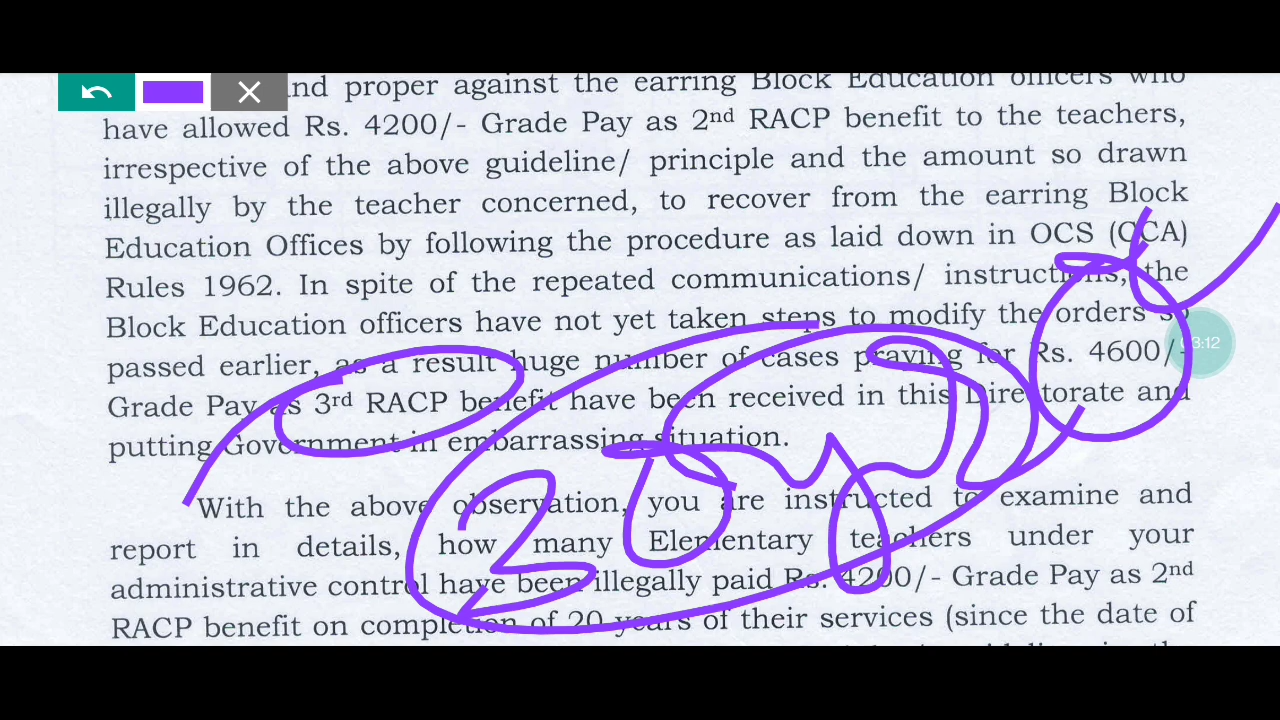 nd proper against the earring Block Education officers who
have allowed Rs. 4200/- Grade Pay as 2nd RACP benefit to the teachers,
irrespective of the above guideline/ principle and the amount so drawn
illegally by the teacher concerned, to recover from the earring Block
Education Offices by following the procedure as laid down in OCS (CCA)
Rules 1962. In spite of the repeated communications/ instructions, the
Block Education officers have not yet taken steps to modify the orders so
03:12
passed earlier, as a result huge number of cases praying for Rs. 4600/-
Grade Pay as 3rd RACP benefit have been received in this Directorate and
putting Government in embarrassing situation.
With the above observation, you are instructed to examine and
report in details, how many Elementary teachers under your
administrative control have been illegally paid Rs. 4200/- Grade Pay as 2nd
RACP benefit on completion of 20 years of their services (since the date of